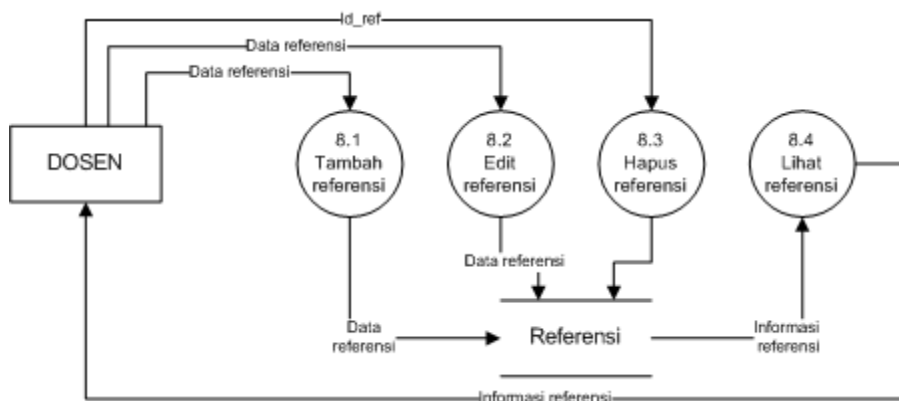 Id_ref
Data referensi
Data referensi
DOSEN
8.1
Tambah
referensi
8.2
Edit
referensi
8.3
Hapus
referensi
8.4
Lihat
referensi
Data referensi
Data
referensi
Referensi
Informasi
referensi
Informasi referensi